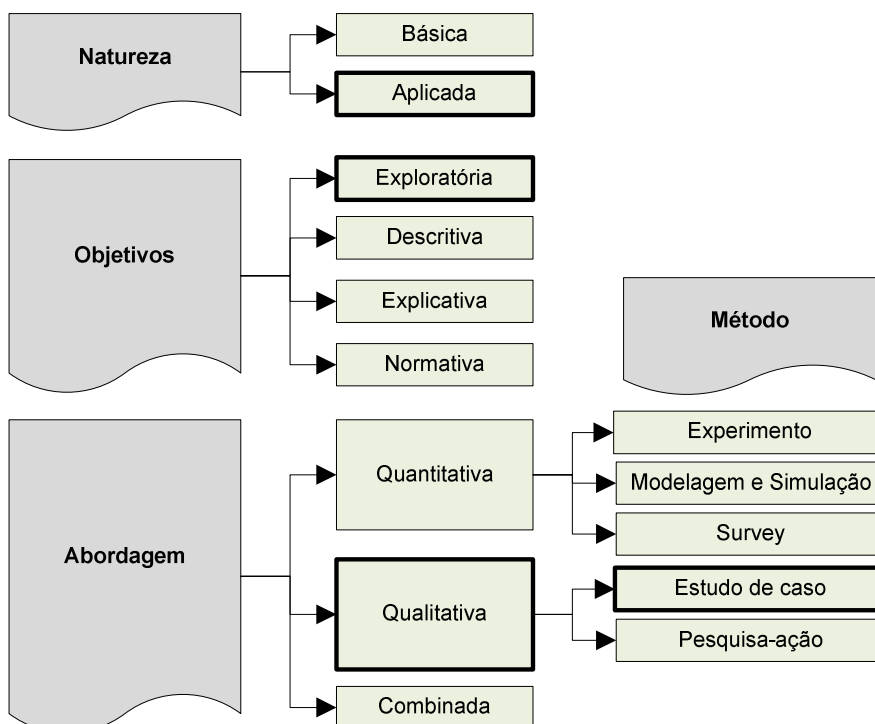 Natureza
Básica
Aplicada
Objetivos
Exploratória
Descritiva
Explicativa
Normativa
Método
Abordagem
Quantitativa
Experimento
Modelagem e Simulação
Survey
Qualitativa
Estudo de caso
Pesquisa-ação
Combinada